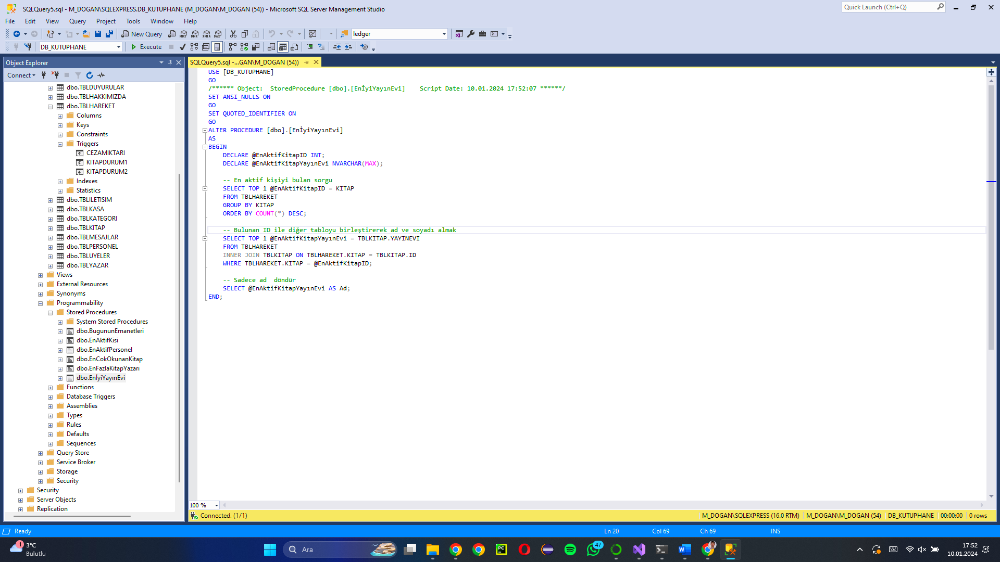 SQLQuery5.sql - M_DOGAN\SQLEXPRESS.DB_KUTUPHANE (M_DOGAN\M_DOGAN (54)) - Microsoft SQL Server Management Studio
Quick Launch (Ctrl+Q)
File Edit View Query Project Tools Window Help
New Query
MDX DMX XMLA DAX
ledger
DB_KUTUPHANE
Execute
Object Explorer
Connect
dbo.TBLDUYURULAR
dbo.TBLHAKKIMIZDA
dbo.TBLHAREKET
Columns
Keys
Constraints
Triggers
CEZAMIKTARI
KITAPDURUM1
KITAPDURUM2
Indexes
Statistics
dbo.TBLILETISIM
dbo.TBLKASA
dbo.TBLKATEGORI
dbo.TBLKITAP
dbo.TBLMESAJLAR
dbo.TBLPERSONEL
dbo.TBLUYELER
dbo.TBLYAZAR
Views
External Resources
Synonyms
Programmability
Stored Procedures
System Stored Procedures
dbo.BugununEmanetleri
dbo.EnAktifKisi
dbo.EnAktifPersonel
dbo.EnCokOkunanKitap
dbo.EnFazlaKitapYazarı
dbo.EnİyiYayınEvi
Functions
Database Triggers
Assemblies
Types
Rules
Defaults
Sequences
Query Store
Service Broker
Storage
Security
Security
Server Objects
Replication
SQLQuery5.sql -...GAN\M_DOGAN (54))
USE [DB_KUTUPHANE]
GO
/****** Object:  StoredProcedure [dbo].[EnİyiYayınEvi]    Script Date: 10.01.2024 17:52:07 ******/
SET ANSI_NULLS ON
GO
SET QUOTED_IDENTIFIER ON
GO
ALTER PROCEDURE [dbo].[EnİyiYayınEvi]
AS
BEGIN
DECLARE @EnAktifKitapID INT;
DECLARE @EnAktifKitapYayınEvi NVARCHAR(MAX);
-- En aktif kişiyi bulan sorgu
SELECT TOP 1 @EnAktifKitapID = KITAP
FROM TBLHAREKET
GROUP BY KITAP
ORDER BY COUNT(*) DESC;
-- Bulunan ID ile diğer tabloyu birleştirerek ad ve soyadı almak
SELECT TOP 1 @EnAktifKitapYayınEvi = TBLKITAP.YAYINEVI
FROM TBLHAREKET
INNER JOIN TBLKITAP ON TBLHAREKET.KITAP = TBLKITAP.ID
WHERE TBLHAREKET.KITAP = @EnAktifKitapID;
-- Sadece ad  döndür
SELECT @EnAktifKitapYayınEvi AS Ad;
END;
100 %
Connected. (1/1)
M_DOGAN\SQLEXPRESS (16.0 RTM) M_DOGAN\M_DOGAN (54) DB_KUTUPHANE 00:00:00 0 rows
Ready
Ln 20 Col 69 Ch 69 INS
1
3°C
Bulutlu
Ara
PC
47
W
17:52
10.01.2024